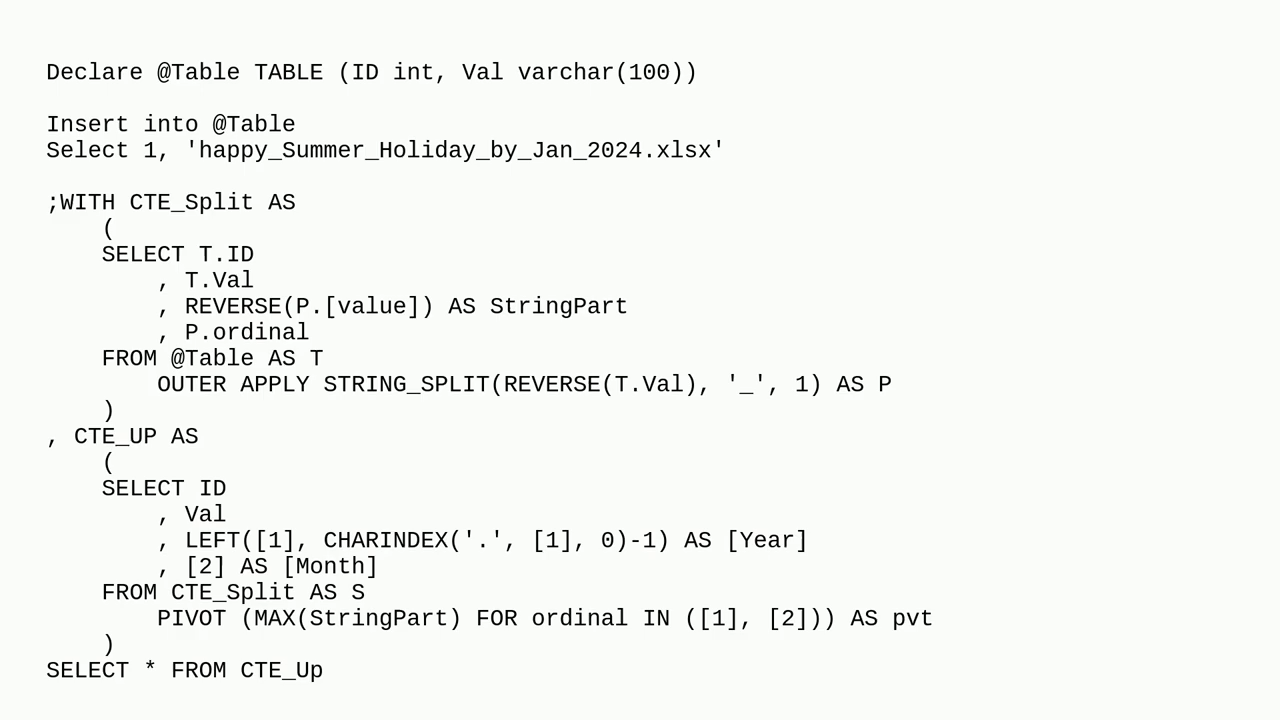 Declare @Table TABLE (ID int, Val varchar(100))

Insert into @Table
Select 1, 'happy_Summer_Holiday_by_Jan_2024.xlsx'

;WITH CTE_Split AS
    (
    SELECT T.ID
        , T.Val
        , REVERSE(P.[value]) AS StringPart
        , P.ordinal
    FROM @Table AS T
        OUTER APPLY STRING_SPLIT(REVERSE(T.Val), '_', 1) AS P
    )
, CTE_UP AS
    (
    SELECT ID
        , Val
        , LEFT([1], CHARINDEX('.', [1], 0)-1) AS [Year]
        , [2] AS [Month]
    FROM CTE_Split AS S
        PIVOT (MAX(StringPart) FOR ordinal IN ([1], [2])) AS pvt
    )
SELECT * FROM CTE_Up